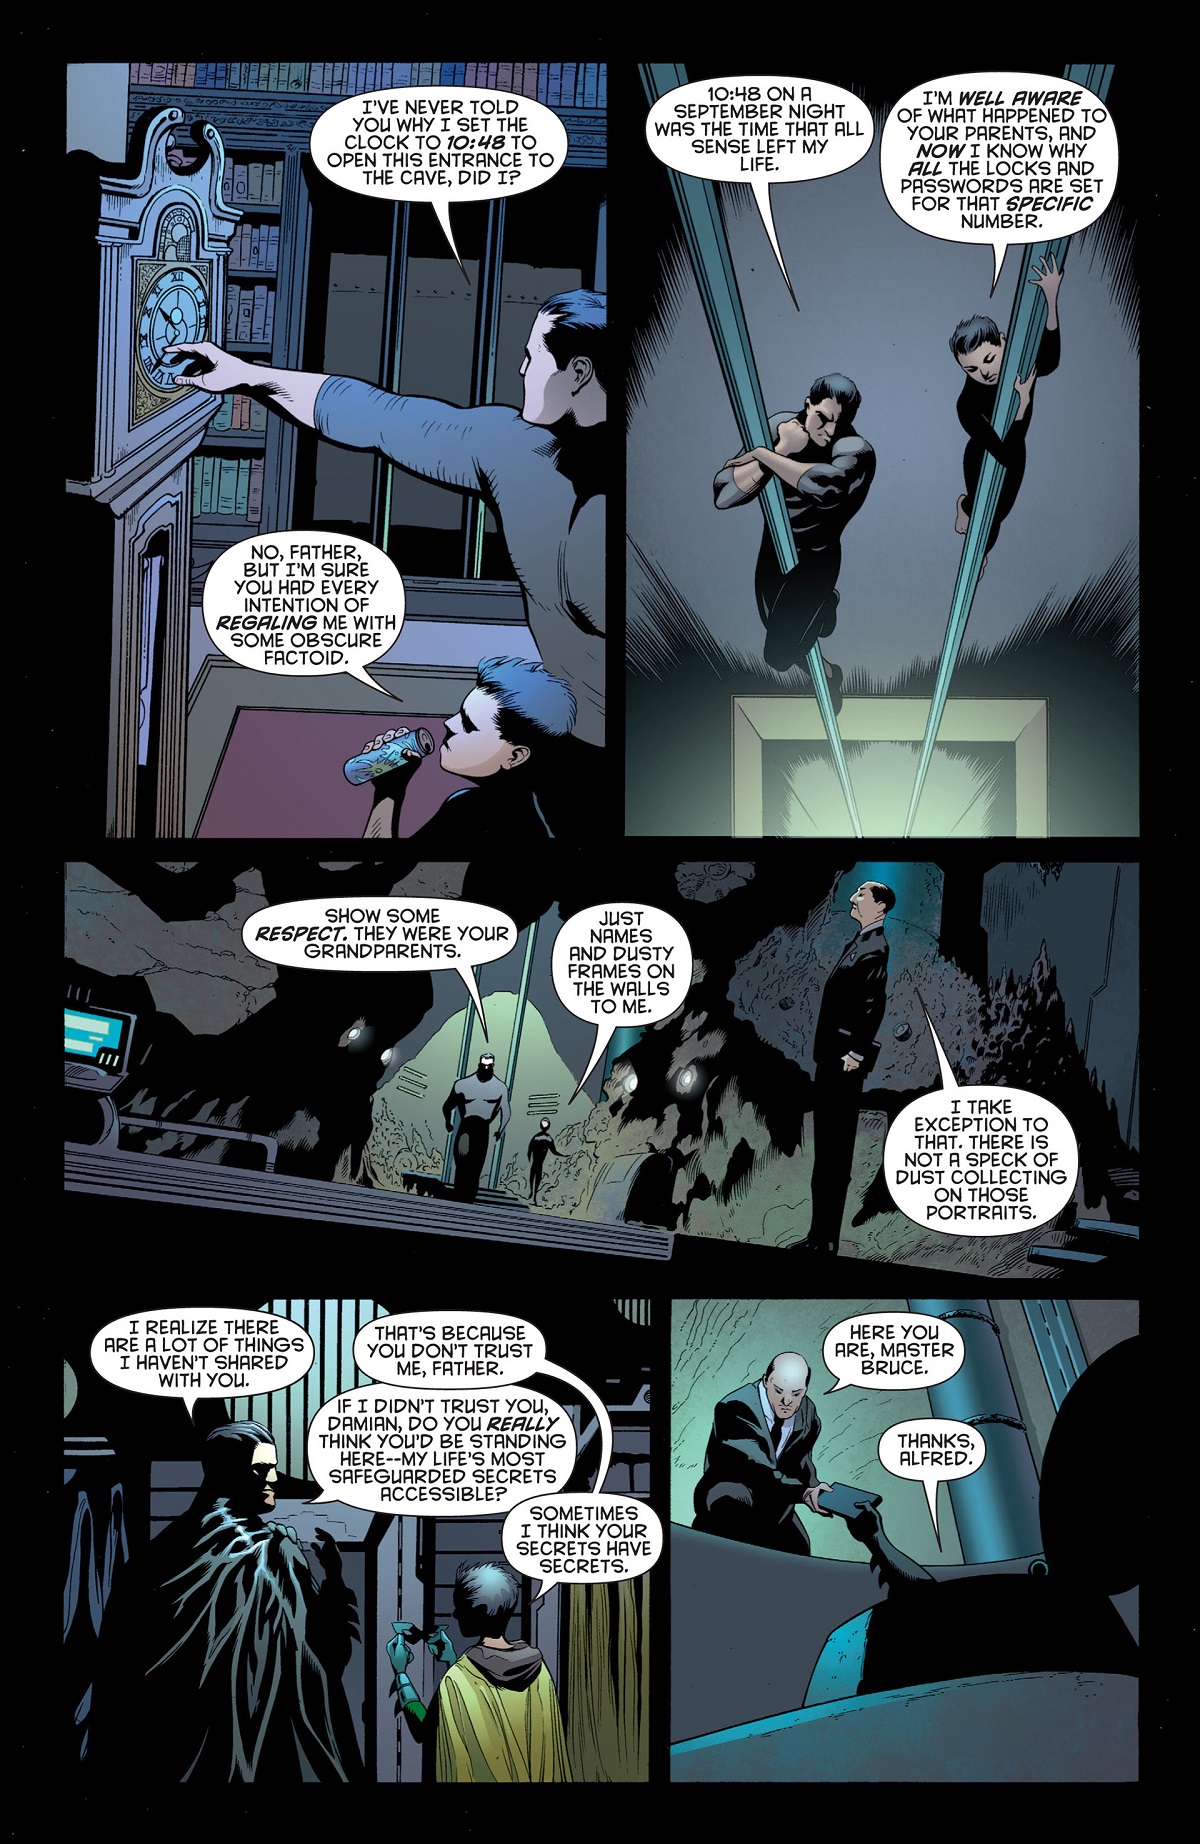 I'VE NEVER TOLD
YOU WHY I SET THE
CLOCK TO 10:48 TO
OPEN THIS ENTRANCE TO
THE CAVE, DID I?
NO, FATHER,
BUT I'M SURE
YOU HAD EVERY
INTENTION OF
REGALING ME WITH
SOME OBSCURE
FACTOID.
10:48 ON A
SEPTEMBER NIGHT
WAS THE TIME THAT ALL
SENSE LEFT MY
LIFE.
I'M WELL AWARE
OF WHAT HAPPENED TO
YOUR PARENTS, AND
NOW I KNOW WHY
ALL THE LOCKS AND
PASSWORDS ARE SET
FOR THAT SPECIFIC
NUMBER.
SHOW SOME
RESPECT. THEY WERE YOUR
GRANDPARENTS.
JUST
NAMES
AND DUSTY
FRAMES ON
THE WALLS
TO ME.
I TAKE
EXCEPTION TO
THAT. THERE IS
NOT A SPECK OF
DUST COLLECTING
ON THOSE
PORTRAITS.
I REALIZE THERE
ARE A LOT OF THINGS
I HAVEN'T SHARED
WITH YOU.
THAT'S BECAUSE
YOU DON'T TRUST
ME, FATHER.
IF I DIDN'T TRUST YOU,
DAMIAN, DO YOU REALLY
THINK YOU'D BE STANDING
HERE--MY LIFE'S MOST
SAFEGUARDED SECRETS
ACCESSIBLE?
SOMETIMES
I THINK YOUR
SECRETS HAVE
SECRETS.
HERE YOU
ARE, MASTER
BRUCE.
THANKS,
ALFRED.